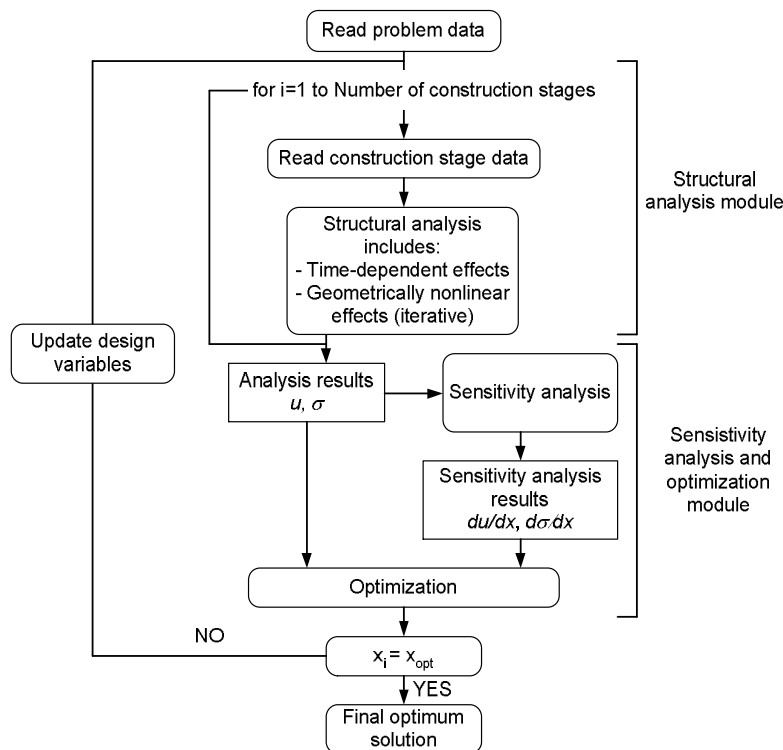 Read problem data
for i=1 to Number of construction stages
Read construction stage data
Structural analysis
includes:
- Time-dependent effects
- Geometrically nonlinear
effects (iterative)
Structural
analysis module
Update design
variables
Analysis results
u, σ
Sensitivity analysis
Sensitivity analysis
results
du/dx, dσ/dx
Sensistivity
analysis and
optimization
module
Optimization
NO
xi = xopt
YES
Final optimum
solution